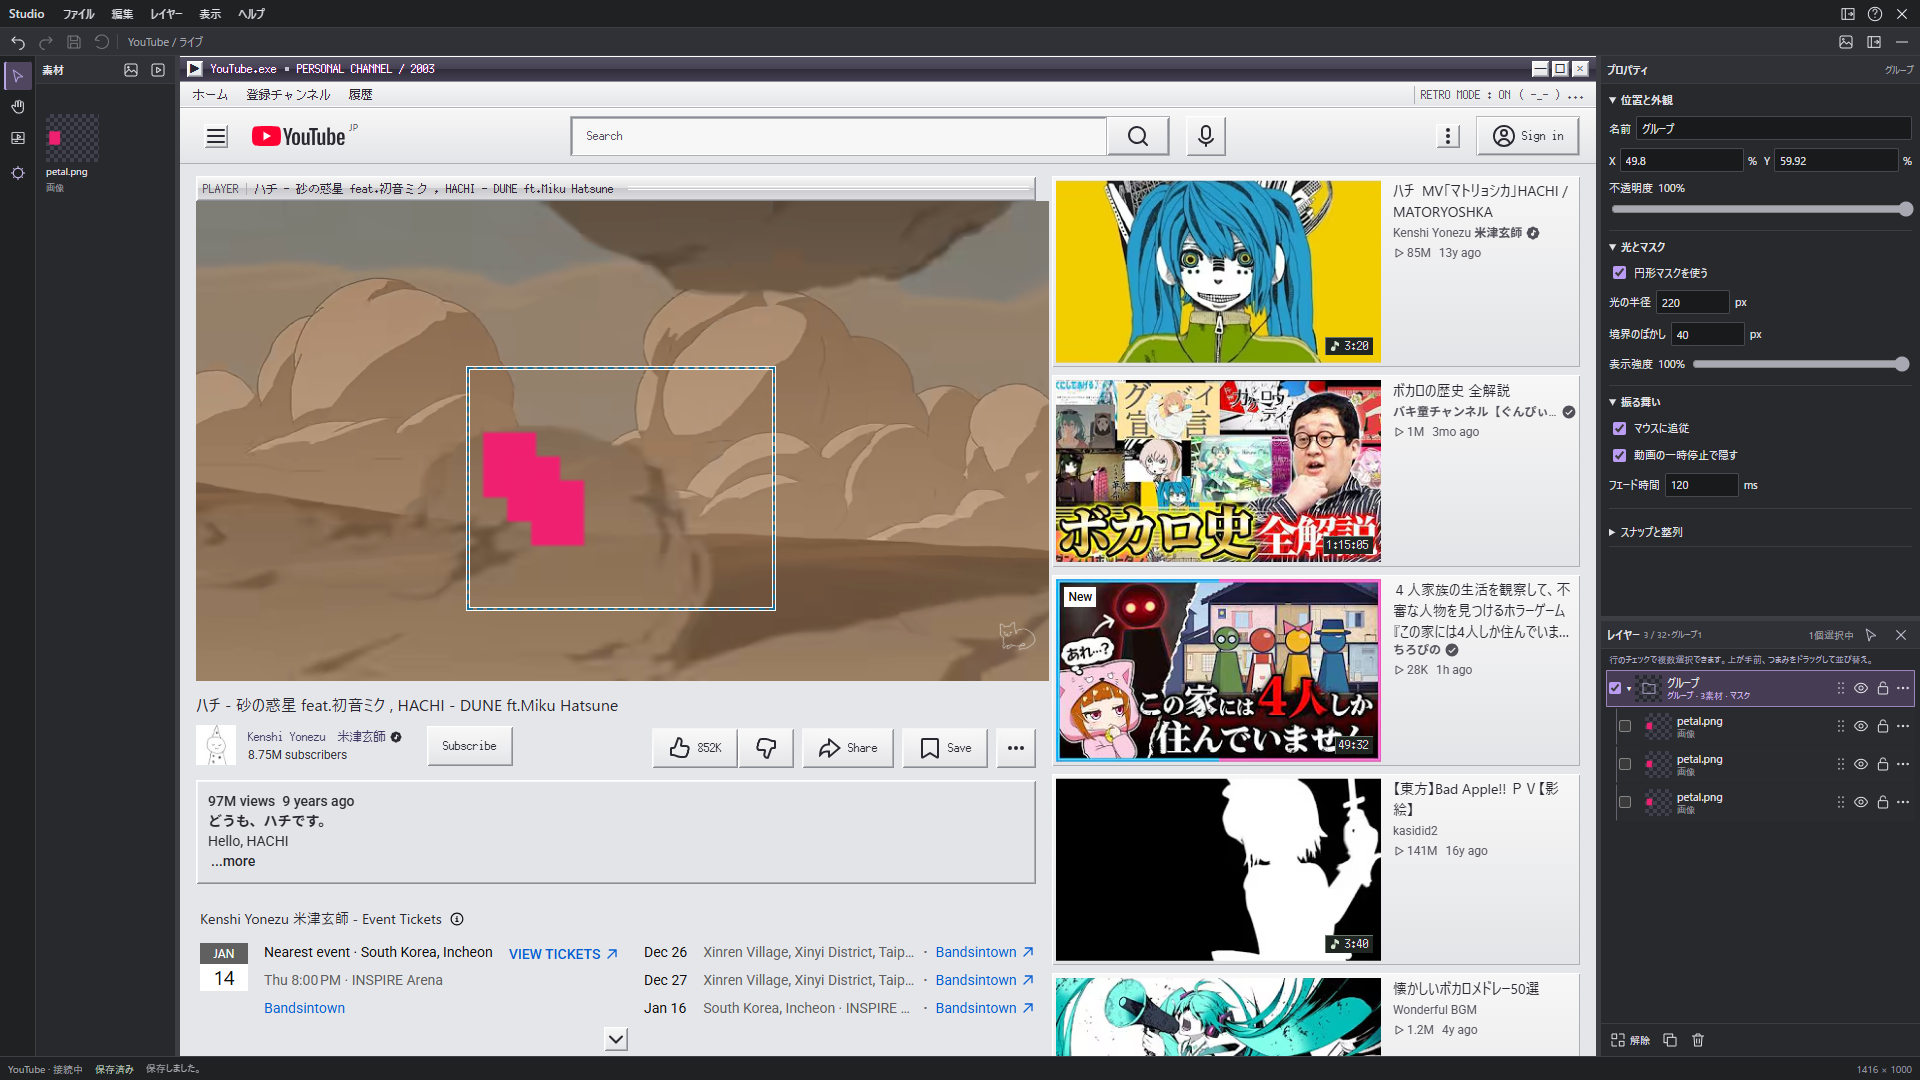 Studio ファイル 編集 レイヤー 表示 ヘルプ
YouTube / ライブ
素材
petal.png
画像
YouTube.exe ▪ PERSONAL CHANNEL / 2003
ホーム 登録チャンネル 履歴
RETRO MODE : ON ( -_- ) ...
YouTube JP
Search
Sign in
PLAYER ハチ - 砂の惑星 feat.初音ミク , HACHI - DUNE ft.Miku Hatsune
ハチ - 砂の惑星 feat.初音ミク , HACHI - DUNE ft.Miku Hatsune
Kenshi Yonezu 米津玄師
8.75M subscribers
Subscribe
852K
Share
Save
97M views 9 years ago
どうも、ハチです。
Hello, HACHI
...more
Kenshi Yonezu 米津玄師 - Event Tickets
JAN
14
Nearest event · South Korea, Incheon
Thu 8:00 PM · INSPIRE Arena
Bandsintown
VIEW TICKETS
Dec 26 Xinren Village, Xinyi District, Taip... · Bandsintown
Dec 27 Xinren Village, Xinyi District, Taip... · Bandsintown
Jan 16 South Korea, Incheon · INSPIRE ... · Bandsintown
3:20
ハチ MV「マトリョシカ」HACHI / MATORYOSHKA
Kenshi Yonezu 米津玄師
85M 13y ago
ボカロ史 全解説
1:15:05
ボカロの歴史 全解説
バキ童チャンネル【ぐんぴぃ...
1M 3mo ago
New
あれ…?
この家には4人しか
住んでいません
49:32
４人家族の生活を観察して、不
審な人物を見つけるホラーゲーム
『この家には4人しか住んでいま...
ちろぴの
28K 1h ago
3:40
【東方】Bad Apple!! ＰＶ【影
絵】
kasidid2
141M 16y ago
懐かしいボカロメドレー50選
Wonderful BGM
1.2M 4y ago
プロパティ グループ
位置と外観
名前 グループ
X 49.8 % Y 59.92 %
不透明度 100%
光とマスク
円形マスクを使う
光の半径 220 px
境界のぼかし 40 px
表示強度 100%
振る舞い
マウスに追従
動画の一時停止で隠す
フェード時間 120 ms
スナップと整列
レイヤー 3 / 32・グループ1 1個選択中
行のチェックで複数選択できます。上が手前、つまみをドラッグして並び替え。
グループ
グループ・3素材・マスク
petal.png
画像
petal.png
画像
petal.png
画像
解除
YouTube・接続中 保存済み 保存しました。
1416 × 1000